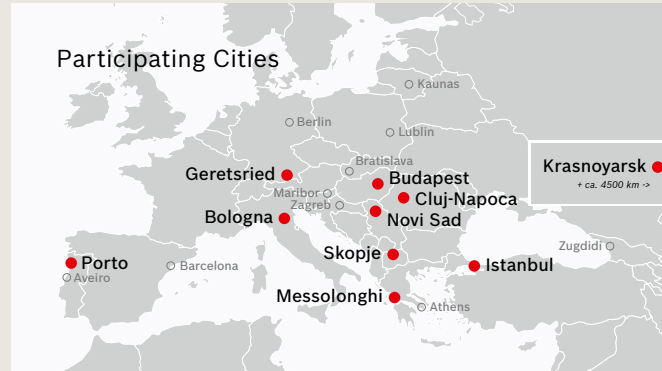 Participating Cities
Kaunas
Berlin
Lublin
Bratislava
Krasnoyarsk
+ ca. 4500 km ->
Geretsried
Budapest
Maribor
Cluj-Napoca
Zagreb
Bologna
Novi Sad
Zugdidi
Skopje
Porto
Barcelona
Istanbul
Aveiro
Messolonghi
Athens